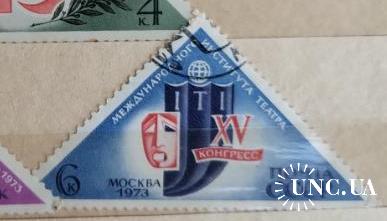 4
К.
МЕЖДУНАРОДНОГО ИНСТИТУТА ТЕАТРА
ITI
XV
КОНГРЕСС
6
К
МОСКВА
1973
1973
UNC.UA